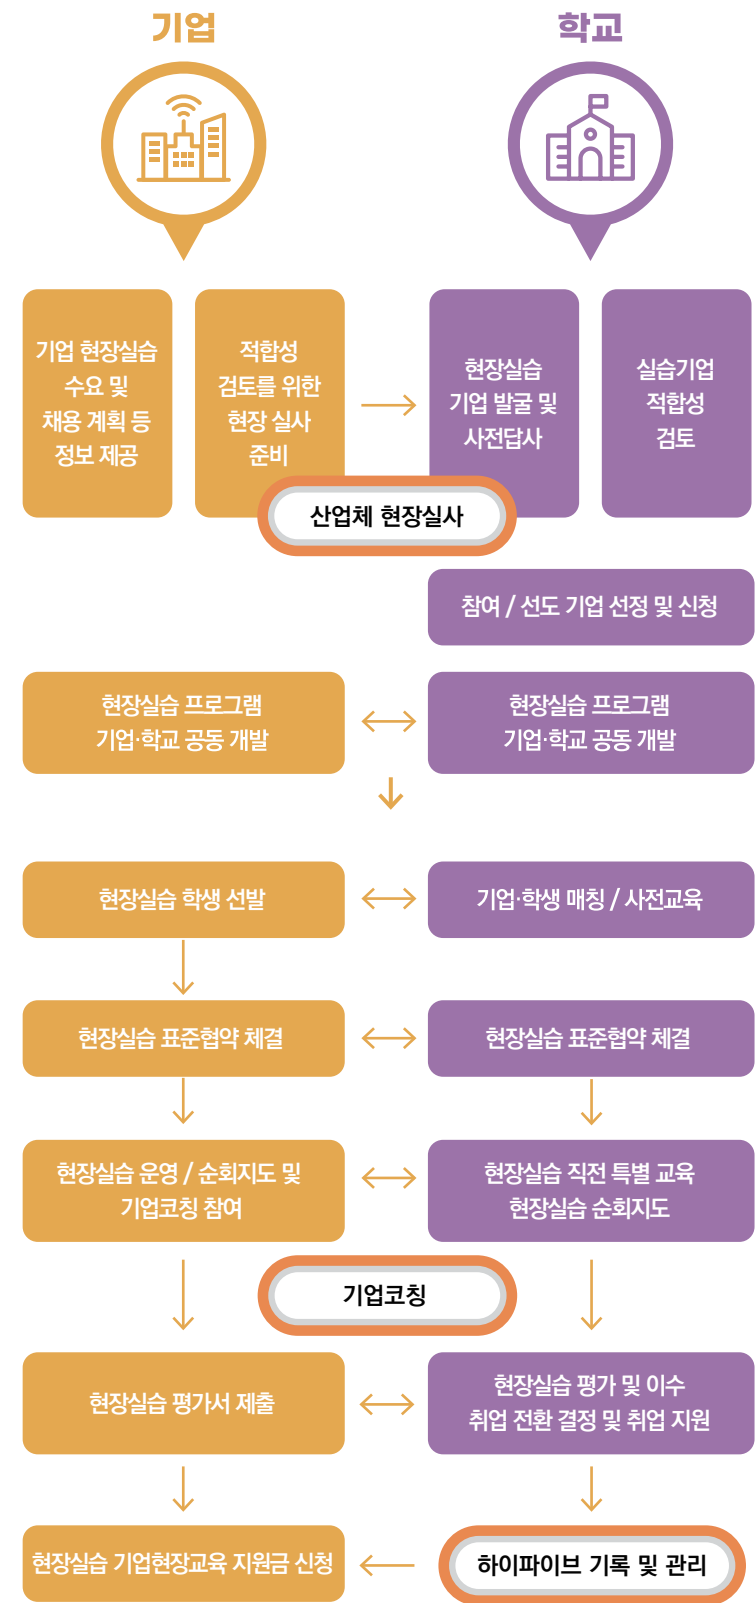 기업
학교
기업 현장실습
수요 및
채용 계획 등
정보 제공
적합성
검토를 위한
현장 실사
준비
현장실습
기업 발굴 및
사전답사
실습기업
적합성
검토
산업체 현장실사
참여 / 선도 기업 선정 및 신청
현장실습 프로그램
기업·학교 공동 개발
현장실습 프로그램
기업·학교 공동 개발
현장실습 학생 선발
기업·학생 매칭 / 사전교육
현장실습 표준협약 체결
현장실습 표준협약 체결
현장실습 운영 / 순회지도 및
기업코칭 참여
현장실습 직전 특별 교육
현장실습 순회지도
기업코칭
현장실습 평가서 제출
현장실습 평가 및 이수
취업 전환 결정 및 취업 지원
현장실습 기업현장교육 지원금 신청
하이파이브 기록 및 관리